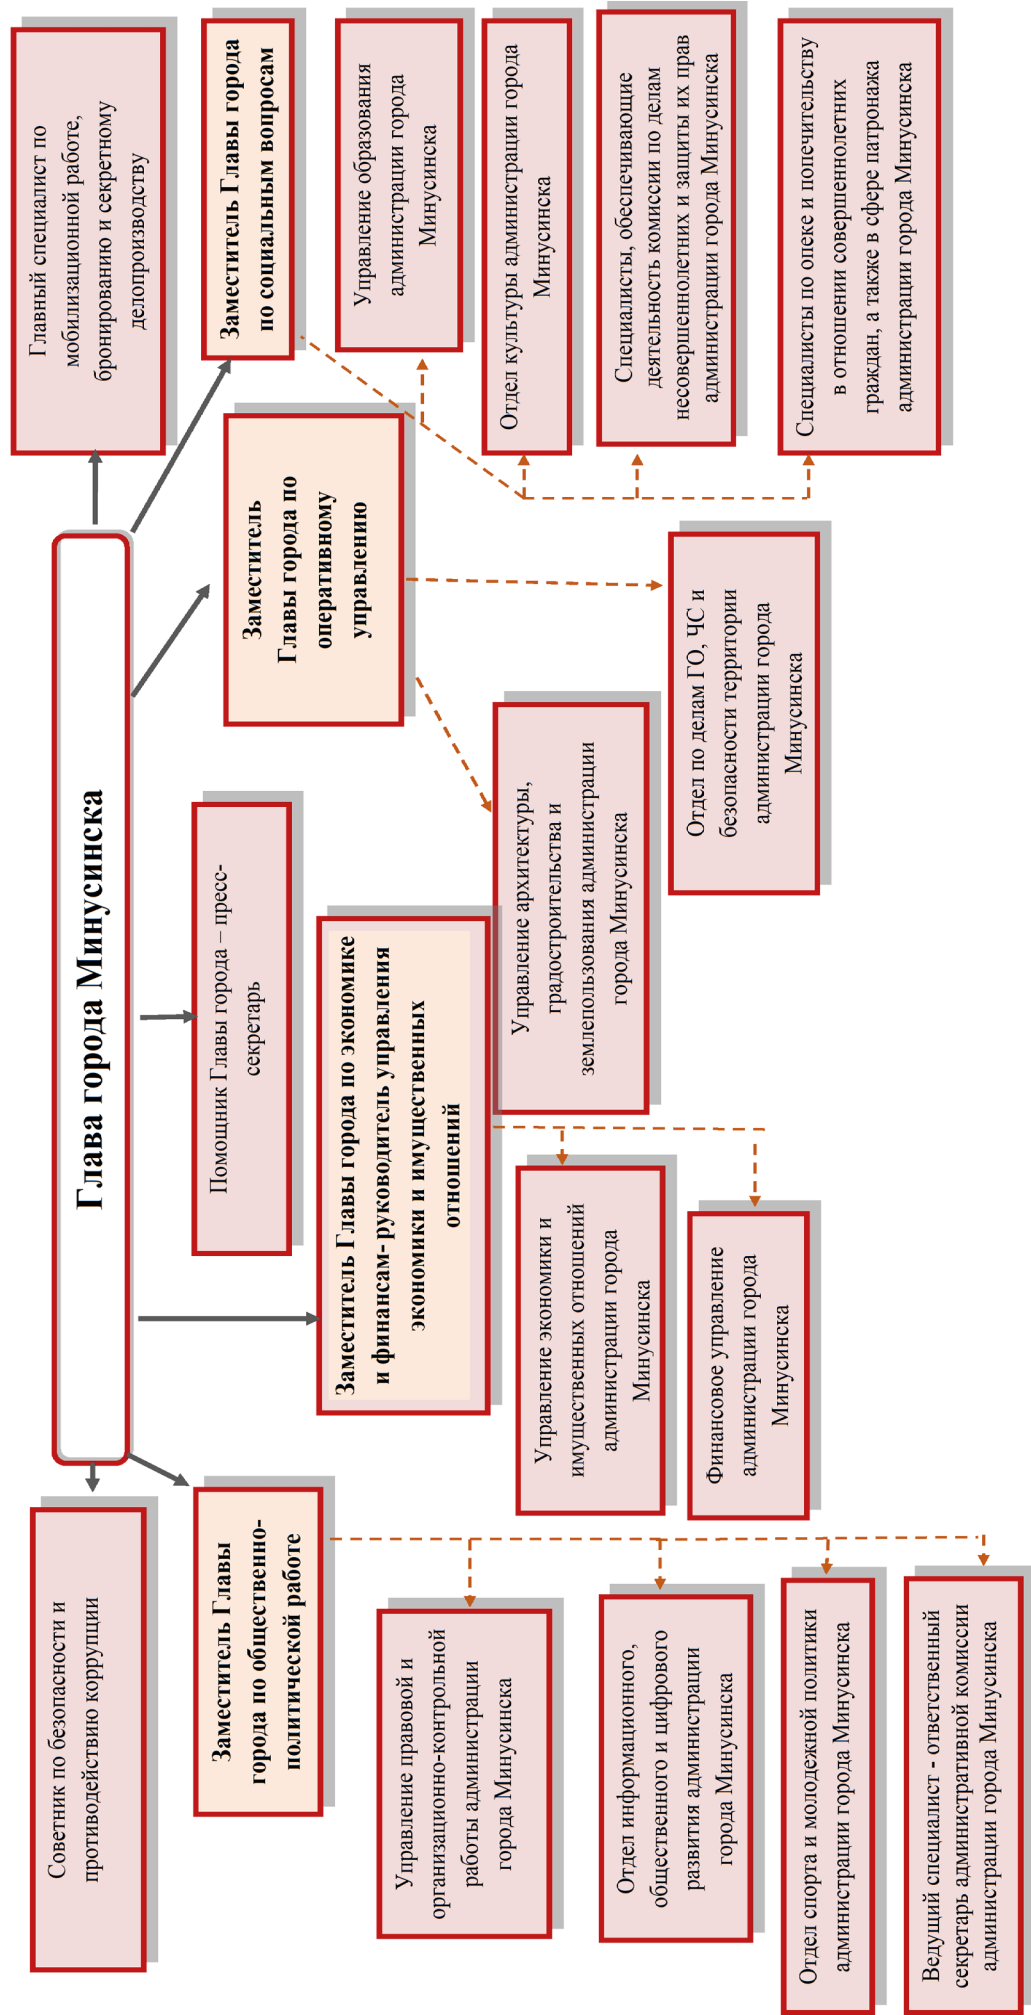 Глава города Минусинска
Советник по безопасности и
противодействию коррупции
Главный специалист по
мобилизационной работе,
бронированию и секретному
делопроизводству
Заместитель Главы
города по общественно-
политической работе
Помощник Главы города – пресс-
секретарь
Заместитель Главы города по экономике
и финансам- руководитель управления
экономики и имущественных
отношений
Заместитель
Главы города по
оперативному
управлению
Заместитель Главы города
по социальным вопросам
Управление правовой и
организационно-контрольной
работы администрации
города Минусинска
Отдел информационного,
общественного и цифрового
развития администрации
города Минусинска
Отдел спорта и молодежной политики
администрации города Минусинска
Ведущий специалист - ответственный
секретарь административной комиссии
администрации города Минусинска
Управление экономики и
имущественных отношений
администрации города
Минусинска
Финансовое управление
администрации города
Минусинска
Управление архитектуры,
градостроительства и
землепользования администрации
города Минусинска
Отдел по делам ГО, ЧС и
безопасности территории
администрации города
Минусинска
Управление образования
администрации города
Минусинска
Отдел культуры администрации города
Минусинска
Специалисты, обеспечивающие
деятельность комиссии по делам
несовершеннолетних и защиты их прав
администрации города Минусинска
Специалисты по опеке и попечительству
в отношении совершеннолетних
граждан, а также в сфере патронажа
администрации города Минусинска